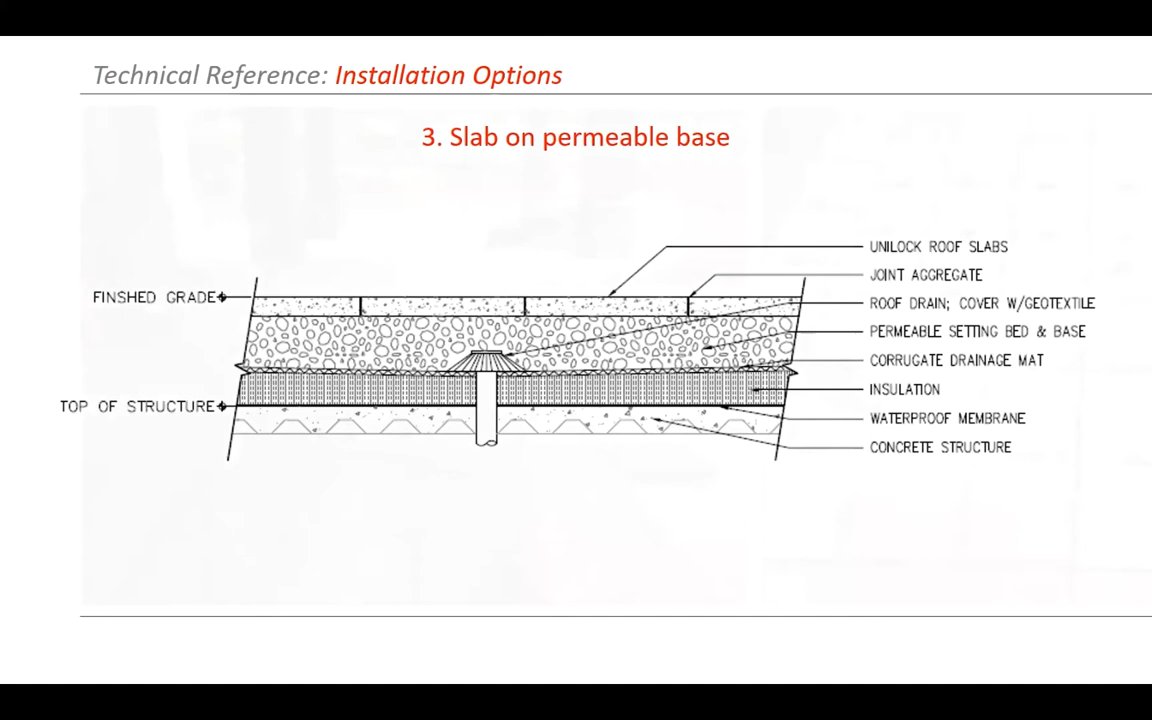 Technical Reference: Installation Options
3. Slab on permeable base
UNILOCK ROOF SLABS
JOINT AGGREGATE
FINSHED GRADE
ROOF DRAIN; COVER W/GEOTEXTILE
PERMEABLE SETTING BED & BASE
CORRUGATE DRAINAGE MAT
INSULATION
TOP OF STRUCTURE
WATERPROOF MEMBRANE
CONCRETE STRUCTURE